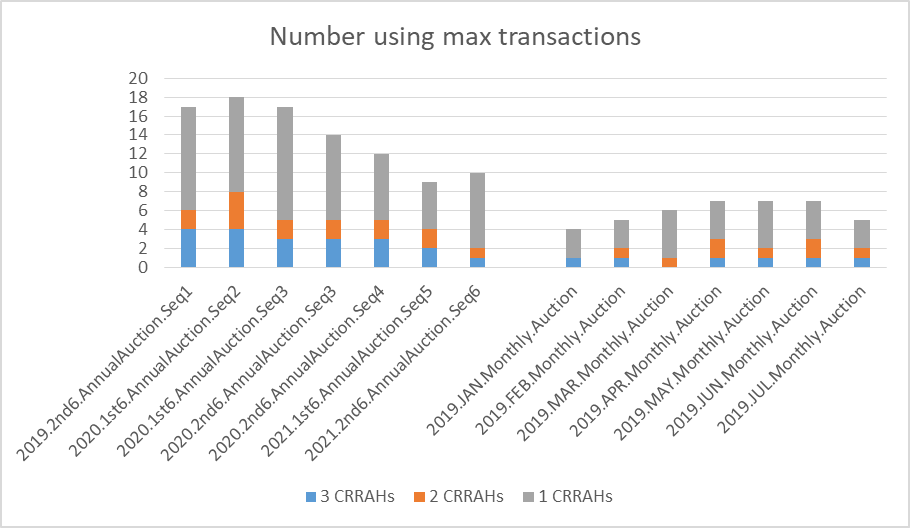 Number using max transactions
20
18
16
14
12
10
8
6
4
2
0
2019.2nd6.AnnualAuction.Seq1
2020.1st6.AnnualAuction.Seq2
2020.1st6.AnnualAuction.Seq3
2020.2nd6.AnnualAuction.Seq3
2020.2nd6.AnnualAuction.Seq4
2021.1st6.AnnualAuction.Seq5
2021.2nd6.AnnualAuction.Seq6
2019.JAN.Monthly.Auction
2019.FEB.Monthly.Auction
2019.MAR.Monthly.Auction
2019.APR.Monthly.Auction
2019.MAY.Monthly.Auction
2019.JUN.Monthly.Auction
2019.JUL.Monthly.Auction
3 CRRAHs 2 CRRAHs 1 CRRAHs